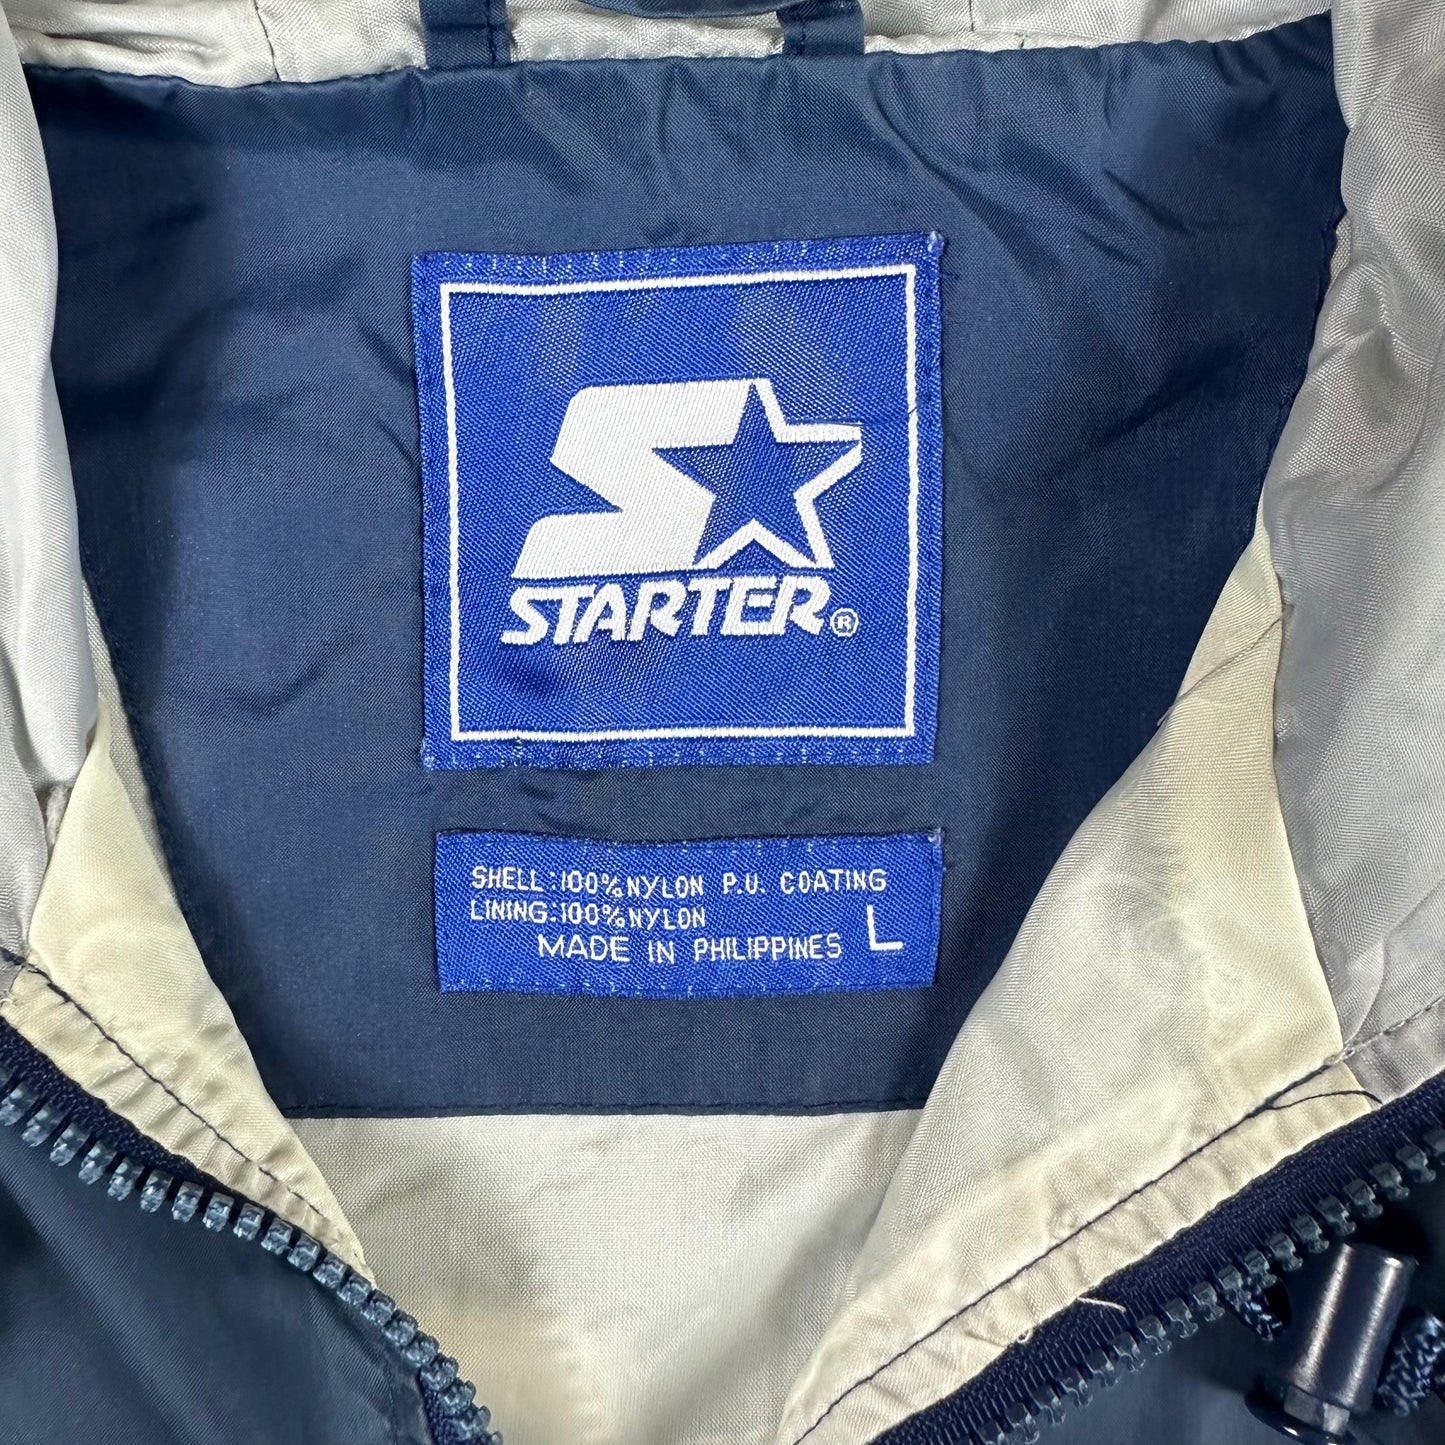 STARTER®
SHELL:100%NYLON P.U. COATING
LINING:100%NYLON
MADE IN PHILIPPINES L